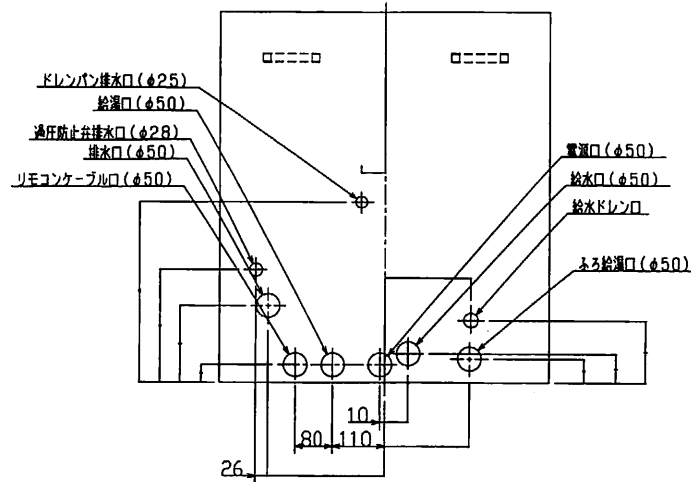 ドレンパン排水口(φ25)
給湯口(φ50)
過圧防止弁排水口(φ28)
排水口(φ50)
リモコンケーブル口(φ50)
電源口(φ50)
給水口(φ50)
給水ドレン口
ふろ給湯口(φ50)
10
80
110
26